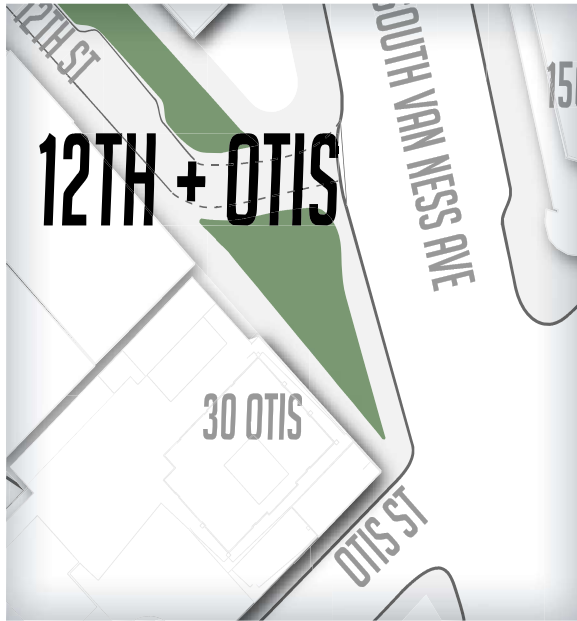 12TH ST
SOUTH VAN NESS AVE
12TH + OTIS
30 OTIS
OTIS ST